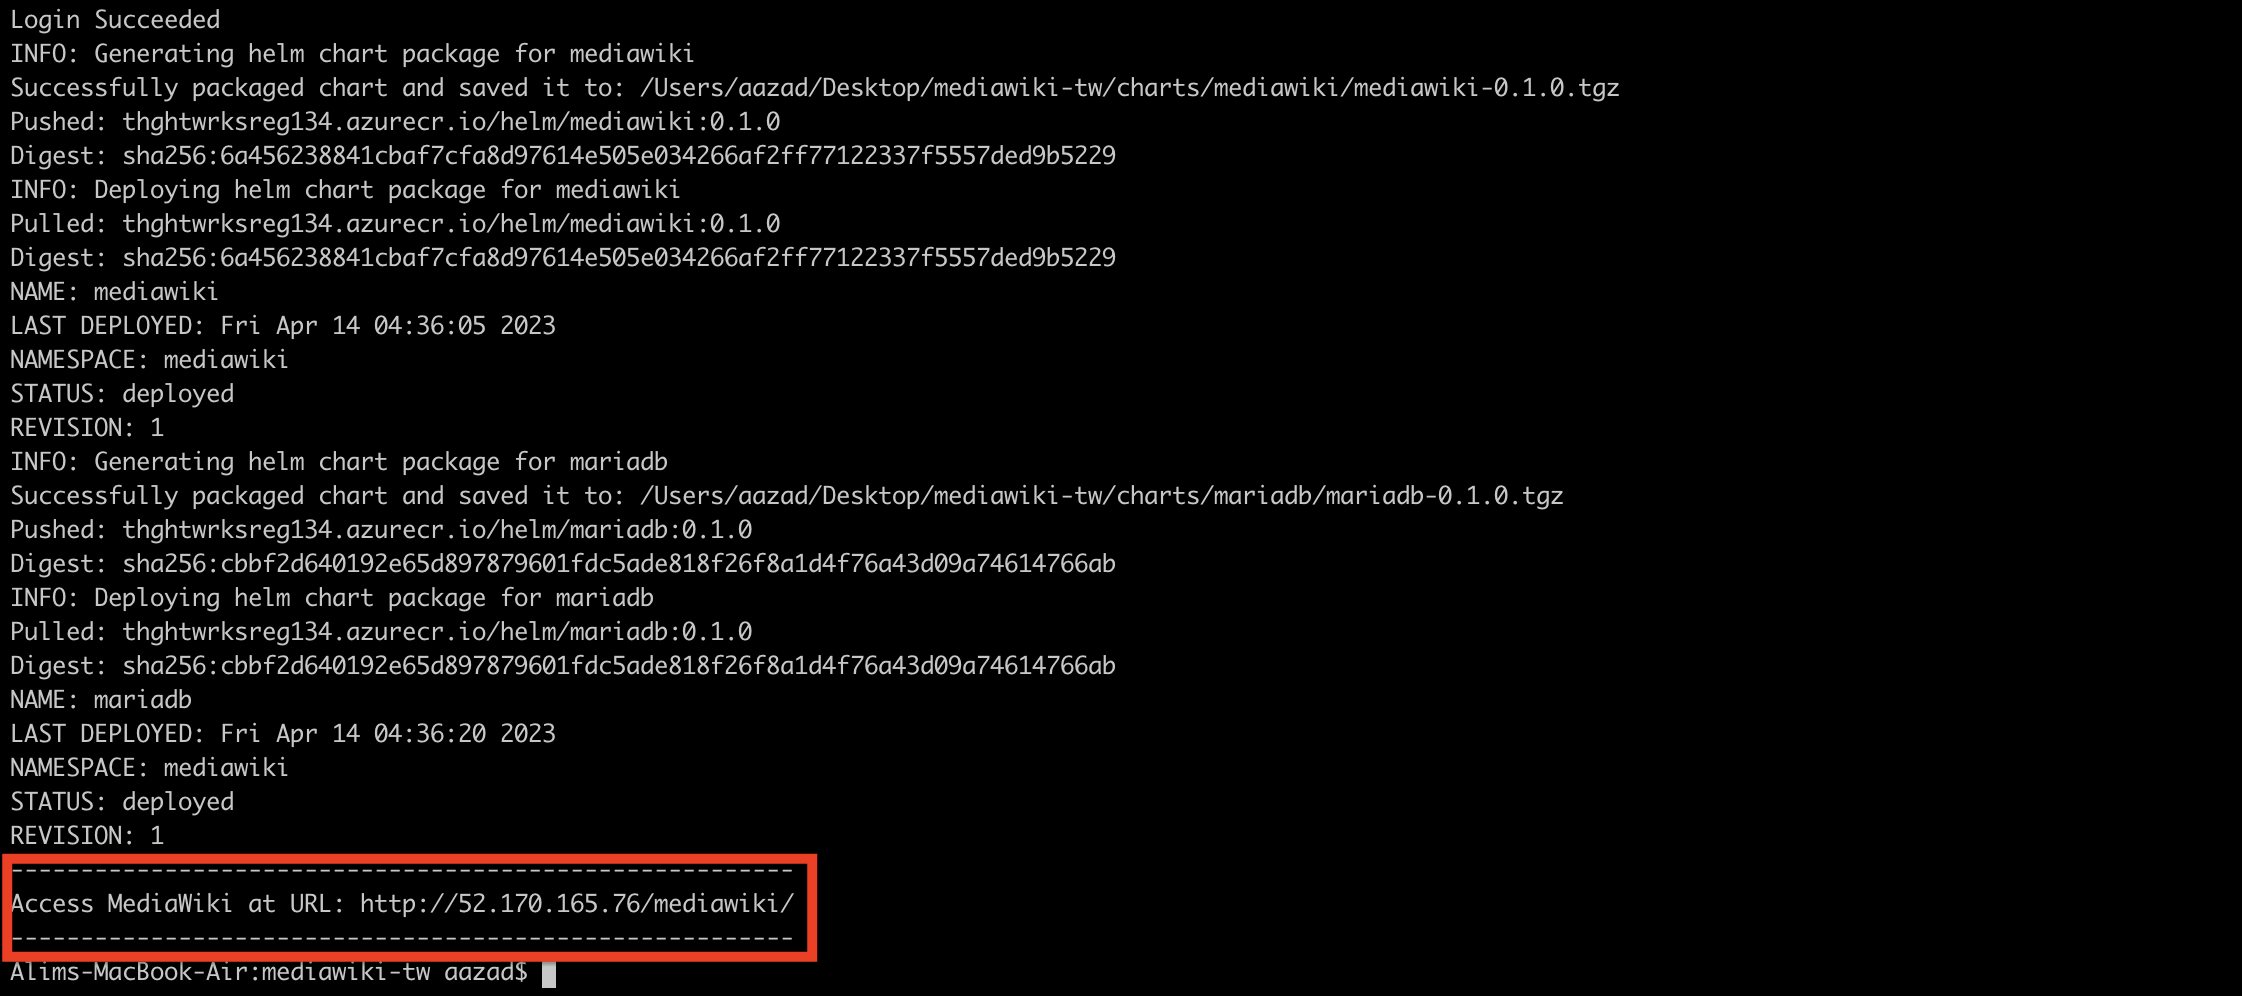 Login Succeeded
INFO: Generating helm chart package for mediawiki
Successfully packaged chart and saved it to: /Users/aazad/Desktop/mediawiki-tw/charts/mediawiki/mediawiki-0.1.0.tgz
Pushed: thghtwrksreg134.azurecr.io/helm/mediawiki:0.1.0
Digest: sha256:6a456238841cbaf7cfa8d97614e505e034266af2ff77122337f5557ded9b5229
INFO: Deploying helm chart package for mediawiki
Pulled: thghtwrksreg134.azurecr.io/helm/mediawiki:0.1.0
Digest: sha256:6a456238841cbaf7cfa8d97614e505e034266af2ff77122337f5557ded9b5229
NAME: mediawiki
LAST DEPLOYED: Fri Apr 14 04:36:05 2023
NAMESPACE: mediawiki
STATUS: deployed
REVISION: 1
INFO: Generating helm chart package for mariadb
Successfully packaged chart and saved it to: /Users/aazad/Desktop/mediawiki-tw/charts/mariadb/mariadb-0.1.0.tgz
Pushed: thghtwrksreg134.azurecr.io/helm/mariadb:0.1.0
Digest: sha256:cbbf2d640192e65d897879601fdc5ade818f26f8a1d4f76a43d09a74614766ab
INFO: Deploying helm chart package for mariadb
Pulled: thghtwrksreg134.azurecr.io/helm/mariadb:0.1.0
Digest: sha256:cbbf2d640192e65d897879601fdc5ade818f26f8a1d4f76a43d09a74614766ab
NAME: mariadb
LAST DEPLOYED: Fri Apr 14 04:36:20 2023
NAMESPACE: mediawiki
STATUS: deployed
REVISION: 1
--------------------------------------------------------
Access MediaWiki at URL: http://52.170.165.76/mediawiki/
--------------------------------------------------------
Alims-MacBook-Air:mediawiki-tw aazad$